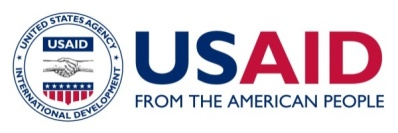 UNITED STATES AGENCY
USAID
INTERNATIONAL DEVELOPMENT
USAID
FROM THE AMERICAN PEOPLE